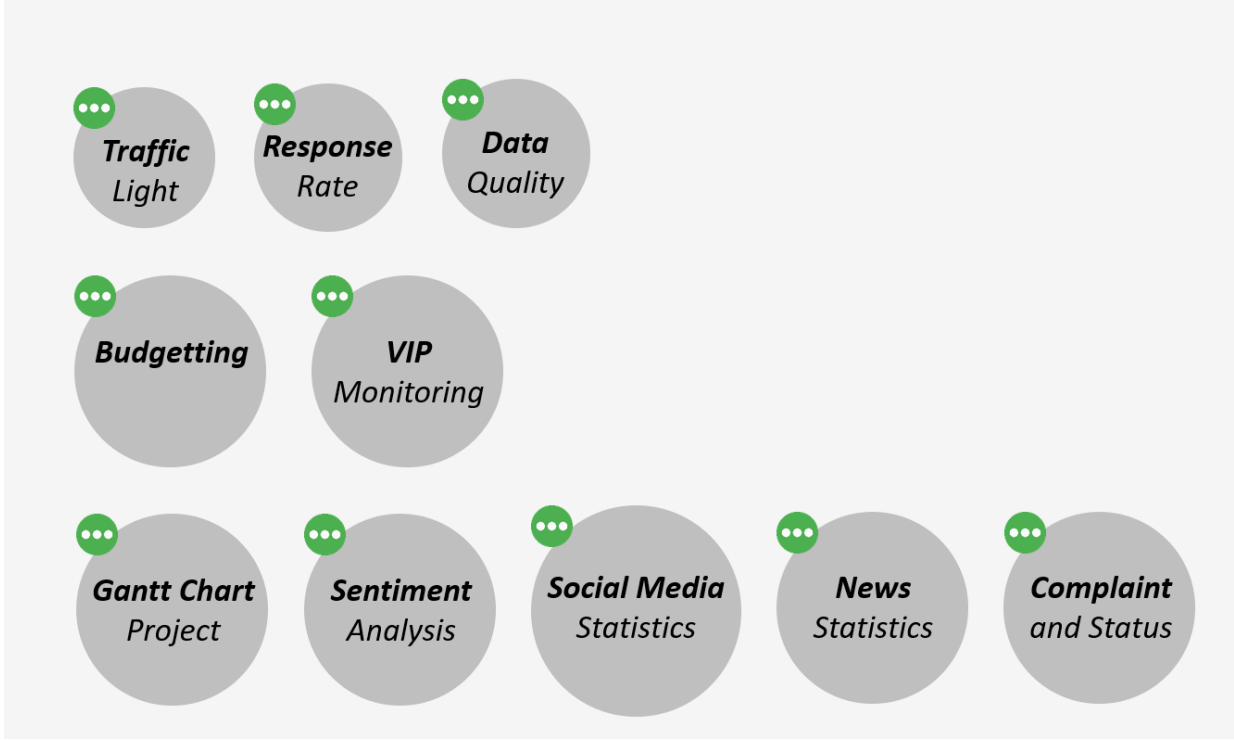 Traffic
Light
Response
Rate
Data
Quality
Budgetting
VIP
Monitoring
Gantt Chart
Project
Sentiment
Analysis
Social Media
Statistics
News
Statistics
Complaint
and Status